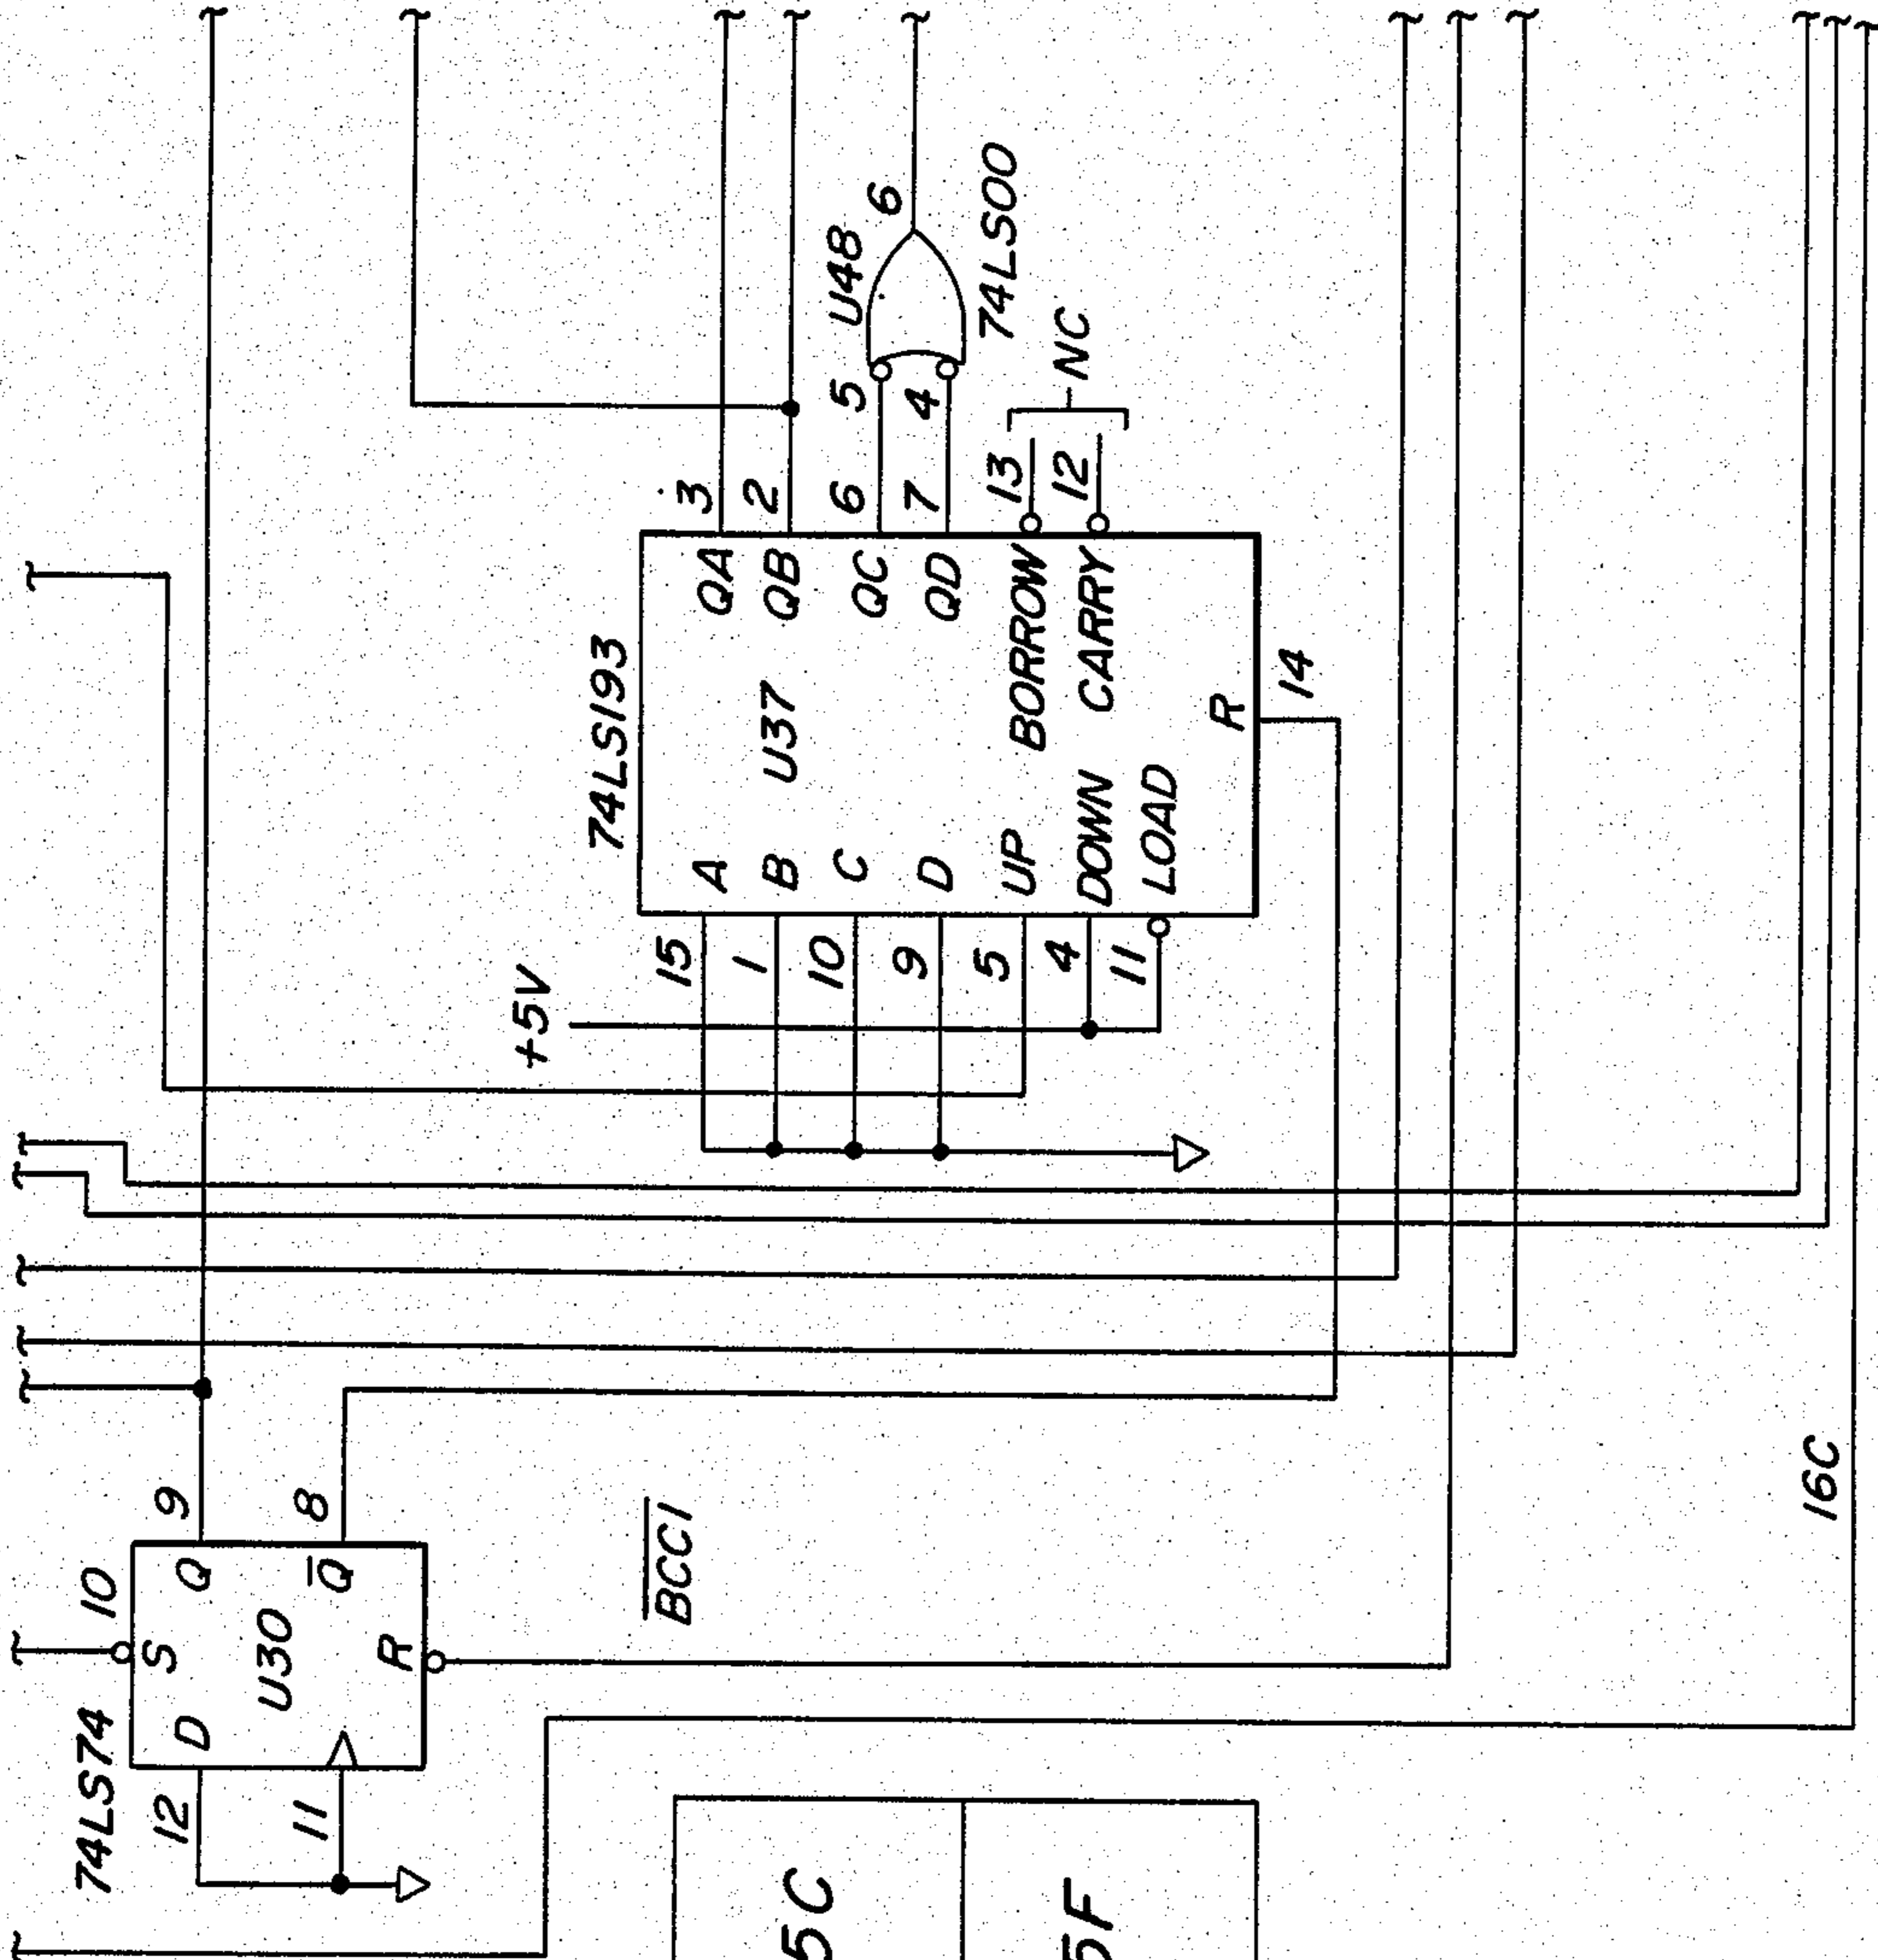 74LS74
12
11
D
S
10
U30
Q
Q̅
R
9
8
B̅C̅C̅I̅
+5V
74LS193
15
1
10
9
5
4
11
A
B
C
D
UP
DOWN
LOAD
U37
QA
QB
QC
QD
BORROW
CARRY
R
14
3
2
6
7
13
12
NC
5
4
U48
6
74LS00
16C
5C
5F